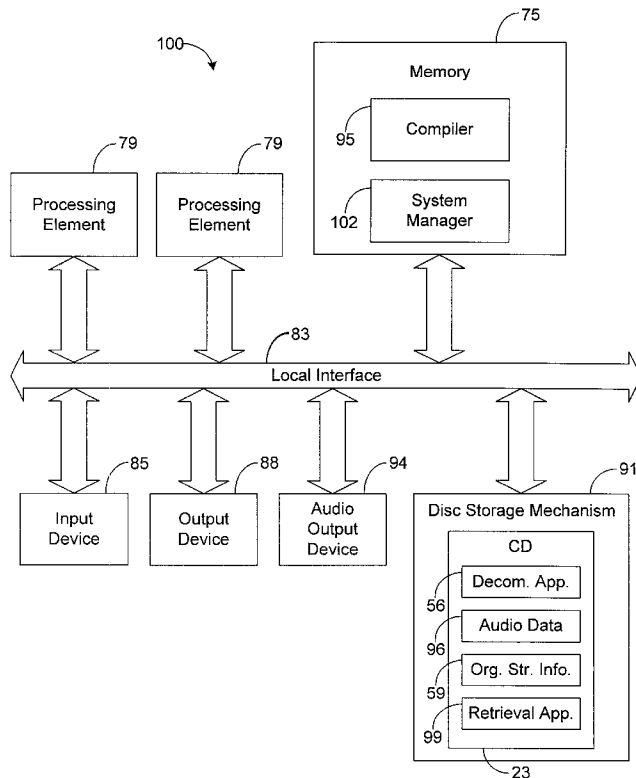 75
100
Memory
Compiler
95
79
79
Processing
Element
Processing
Element
System
Manager
102
83
Local Interface
85
88
94
91
Input
Device
Output
Device
Audio
Output
Device
Disc Storage Mechanism
CD
Decom. App.
56
Audio Data
96
Org. Str. Info.
59
Retrieval App.
99
23